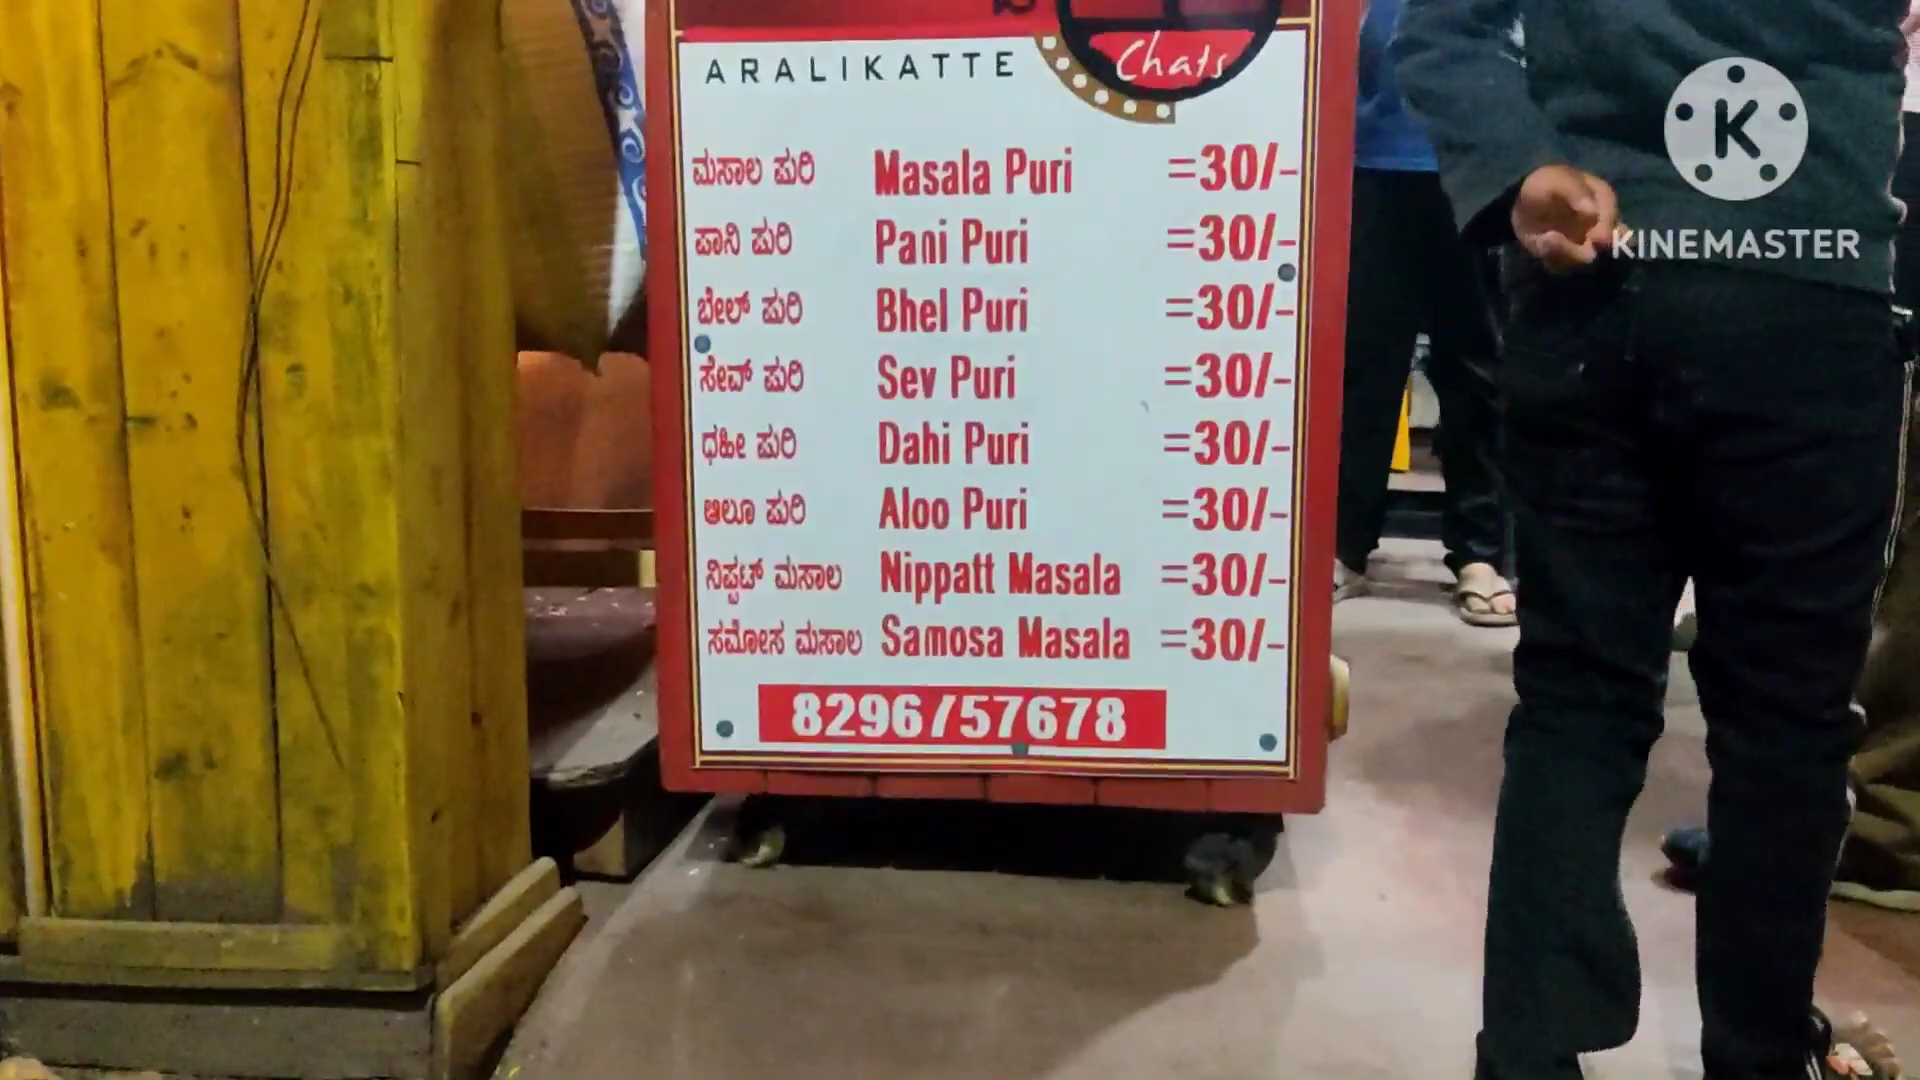 Chats
ARALIKATTE
ಮಸಾಲ ಪುರಿ Masala Puri =30/-
ಪಾನಿ ಪುರಿ Pani Puri =30/-
ಬೇಲ್ ಪುರಿ Bhel Puri =30/-
ಸೇವ್ ಪುರಿ Sev Puri =30/-
ಧಹೀ ಪುರಿ Dahi Puri =30/-
ಆಲೂ ಪುರಿ Aloo Puri =30/-
ನಿಪ್ಪಟ್ ಮಸಾಲ Nippatt Masala =30/-
ಸಮೋಸ ಮಸಾಲ Samosa Masala =30/-
8296757678
K
KINEMASTER